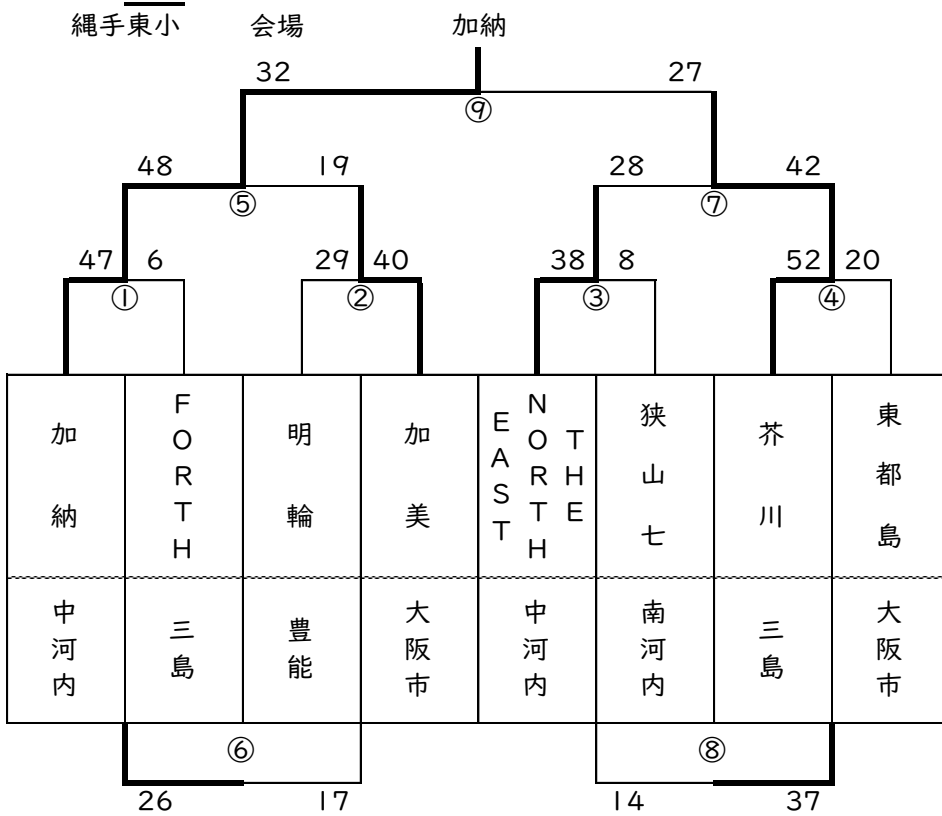 縄手東小 会場 加納
32 27
⑨
48 19 28 42
⑤ ⑦
47 6 29 40 38 8 52 20
① ② ③ ④
加納 FORTH 明輪 加美 THE NORTH EAST 狭山七 芥川 東都島
中河内 三島 豊能 大阪市 中河内 南河内 三島 大阪市
⑥ ⑧
26 17 14 37